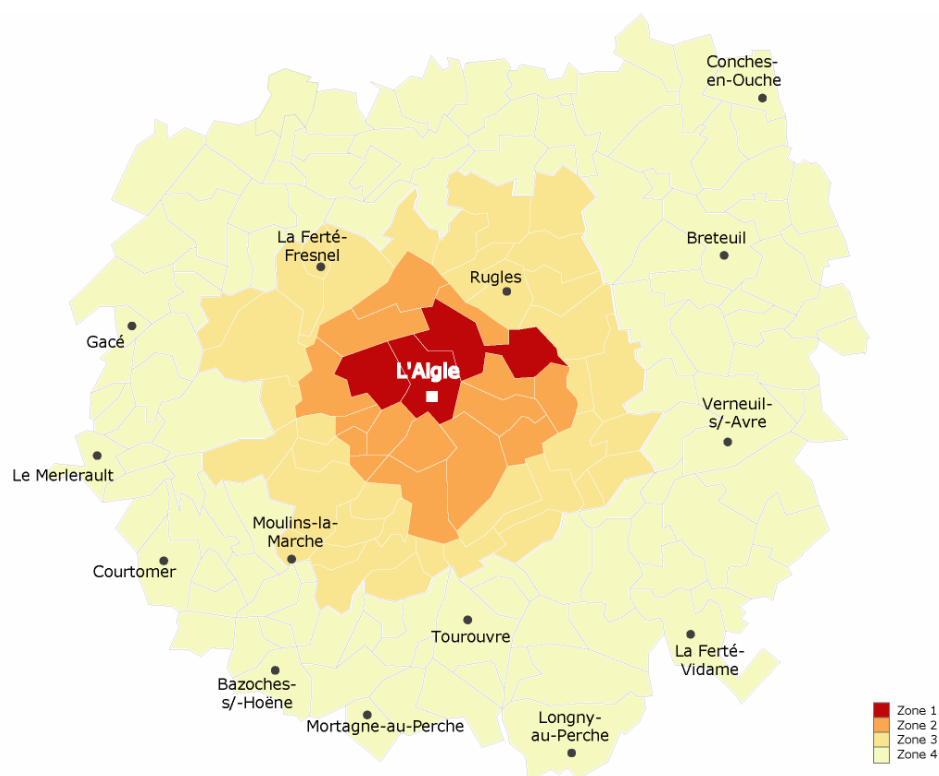 Conches-
en-Ouche
La Ferté-
Fresnel
Breteuil
Rugles
Gacé
L'Aigle
Verneuil-
s/-Avre
Le Merlerault
Moulins-la-
Marche
Courtomer
Tourouvre
La Ferté-
Vidame
Bazoches-
s/-Hoëne
Mortagne-au-Perche
Longny-
au-Perche
Zone 1
Zone 2
Zone 3
Zone 4